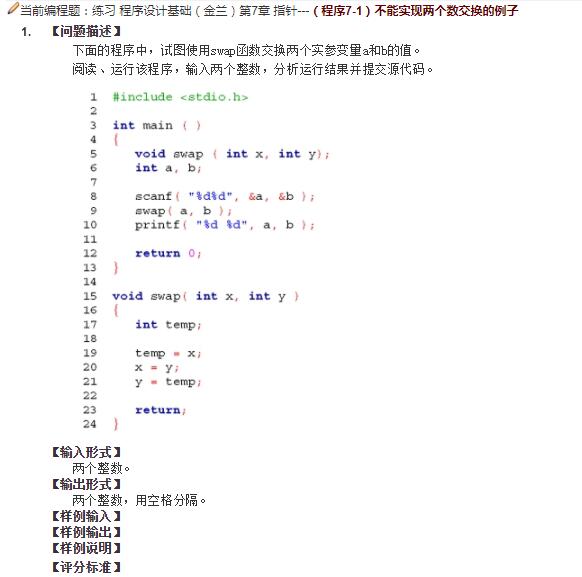 当前编程题：练习 程序设计基础（金兰）第7章 指针---（程序7-1）不能实现两个数交换的例子
1. 【问题描述】
下面的程序中，试图使用swap函数交换两个实参变量a和b的值。
阅读、运行该程序，输入两个整数，分析运行结果并提交源代码。
1 #include <stdio.h>
2
3 int main ( )
4 {
5 void swap ( int x, int y);
6 int a, b;
7
8 scanf( "%d%d", &a, &b );
9 swap( a, b );
10 printf( "%d %d", a, b );
11
12 return 0;
13 }
14
15 void swap( int x, int y )
16 {
17 int temp;
18
19 temp = x;
20 x = y;
21 y = temp;
22
23 return;
24 }
【输入形式】
两个整数。
【输出形式】
两个整数，用空格分隔。
【样例输入】
【样例输出】
【样例说明】
【评分标准】